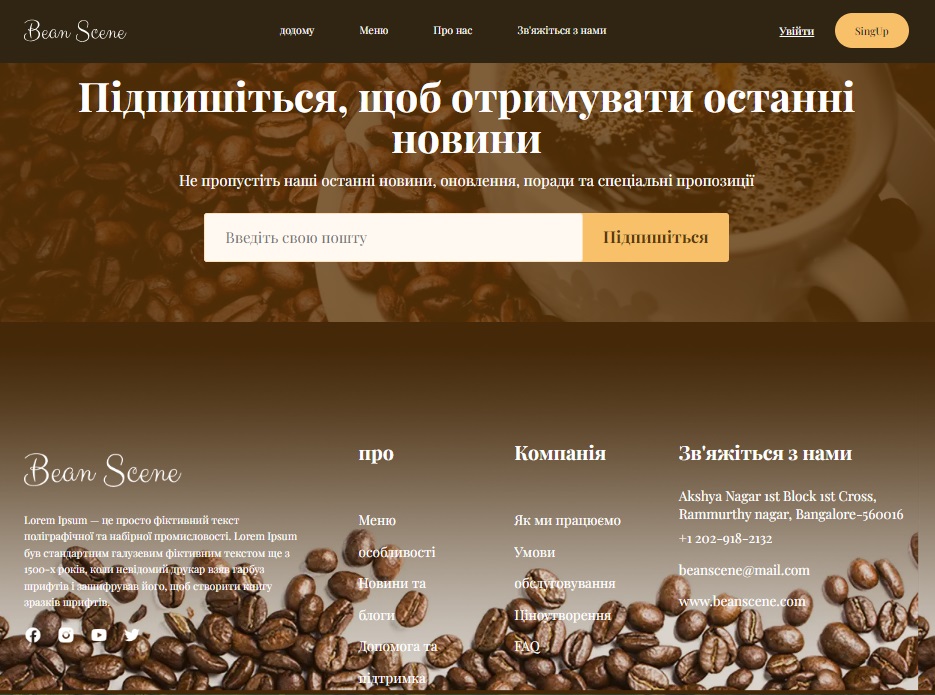 Bean Scene додому Меню Про нас Зв'яжіться з нами Увійти SingUp
Підпишіться, щоб отримувати останні
новини
Не пропустіть наші останні новини, оновлення, поради та спеціальні пропозиції
Введіть свою пошту Підпишіться
Bean Scene
Lorem Ipsum — це просто фіктивний текст
поліграфічної та набірної промисловості. Lorem Ipsum
був стандартним галузевим фіктивним текстом ще з
1500-х років, коли невідомий друкар взяв гарбуз
шрифтів і зашифрував його, щоб створити книгу
зразків шрифтів.
про
Меню
особливості
Новини та
блоги
Допомога та
підтримка
Компанія
Як ми працюємо
Умови
обслуговування
Ціноутворення
FAQ
Зв'яжіться з нами
Akshya Nagar 1st Block 1st Cross,
Rammurthy nagar, Bangalore-560016
+1 202-918-2132
beanscene@mail.com
www.beanscene.com